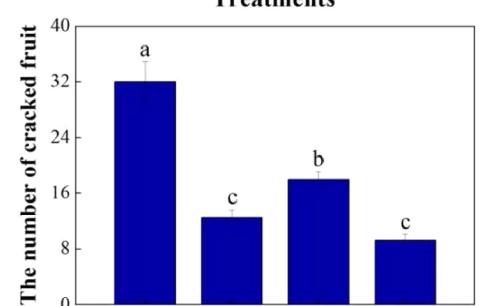 Treatments
The number of cracked fruit
40
32
24
16
8
0
a
c
b
c